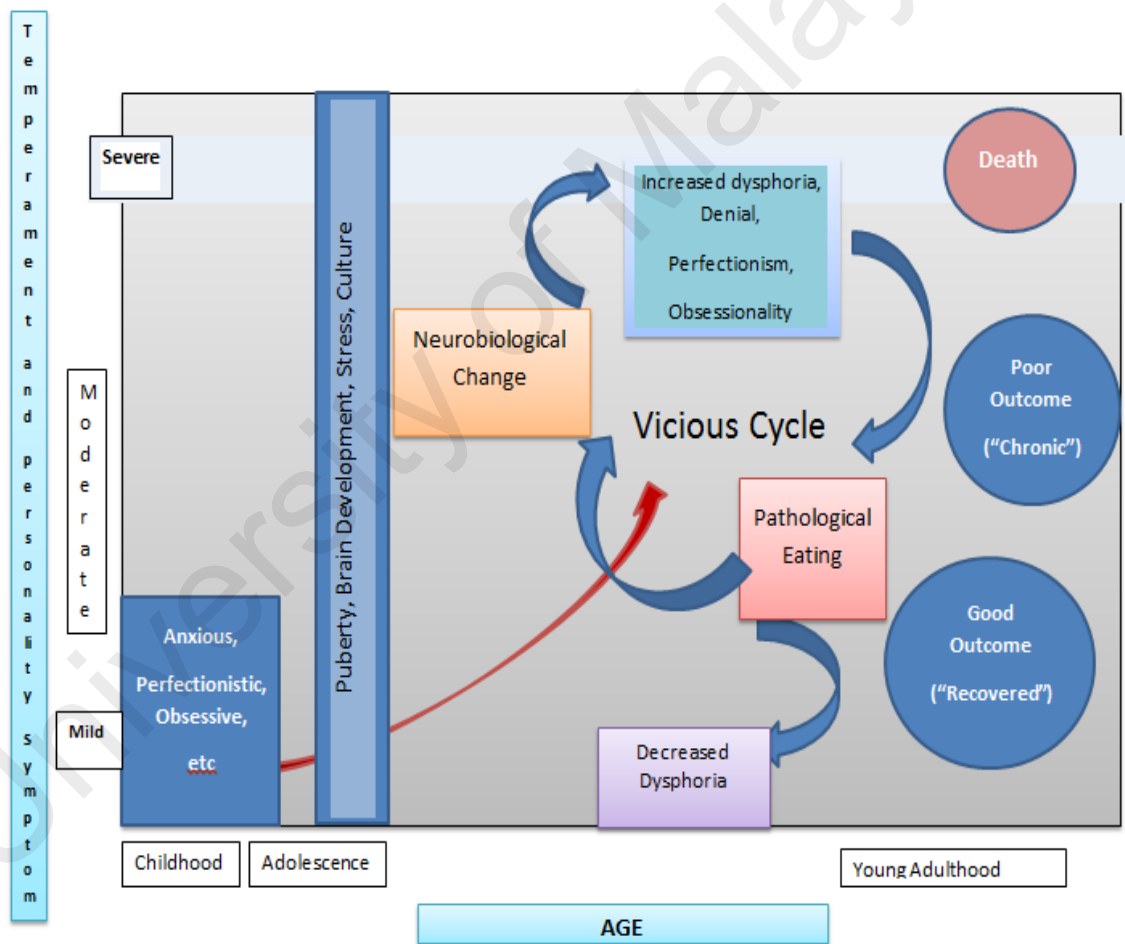 Temperament and personality symptom
Severe
Moderate
Mild
Anxious,
Perfectionistic,
Obsessive,
etc
Puberty, Brain Development, Stress, Culture
Neurobiological
Change
Increased dysphoria,
Denial,
Perfectionism,
Obsessionality
Vicious Cycle
Pathological
Eating
Decreased
Dysphoria
Death
Poor
Outcome
(“Chronic”)
Good
Outcome
(“Recovered”)
Childhood
Adolescence
Young Adulthood
AGE
University of Malay